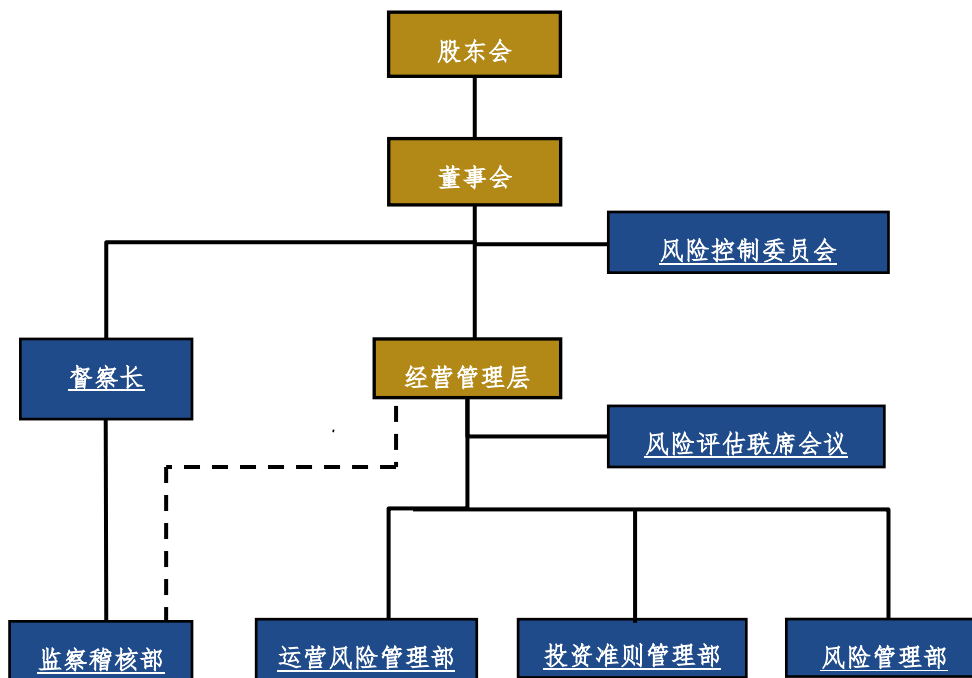 股东会
董事会
风险控制委员会
督察长
经营管理层
风险评估联席会议
监察稽核部
运营风险管理部
投资准则管理部
风险管理部